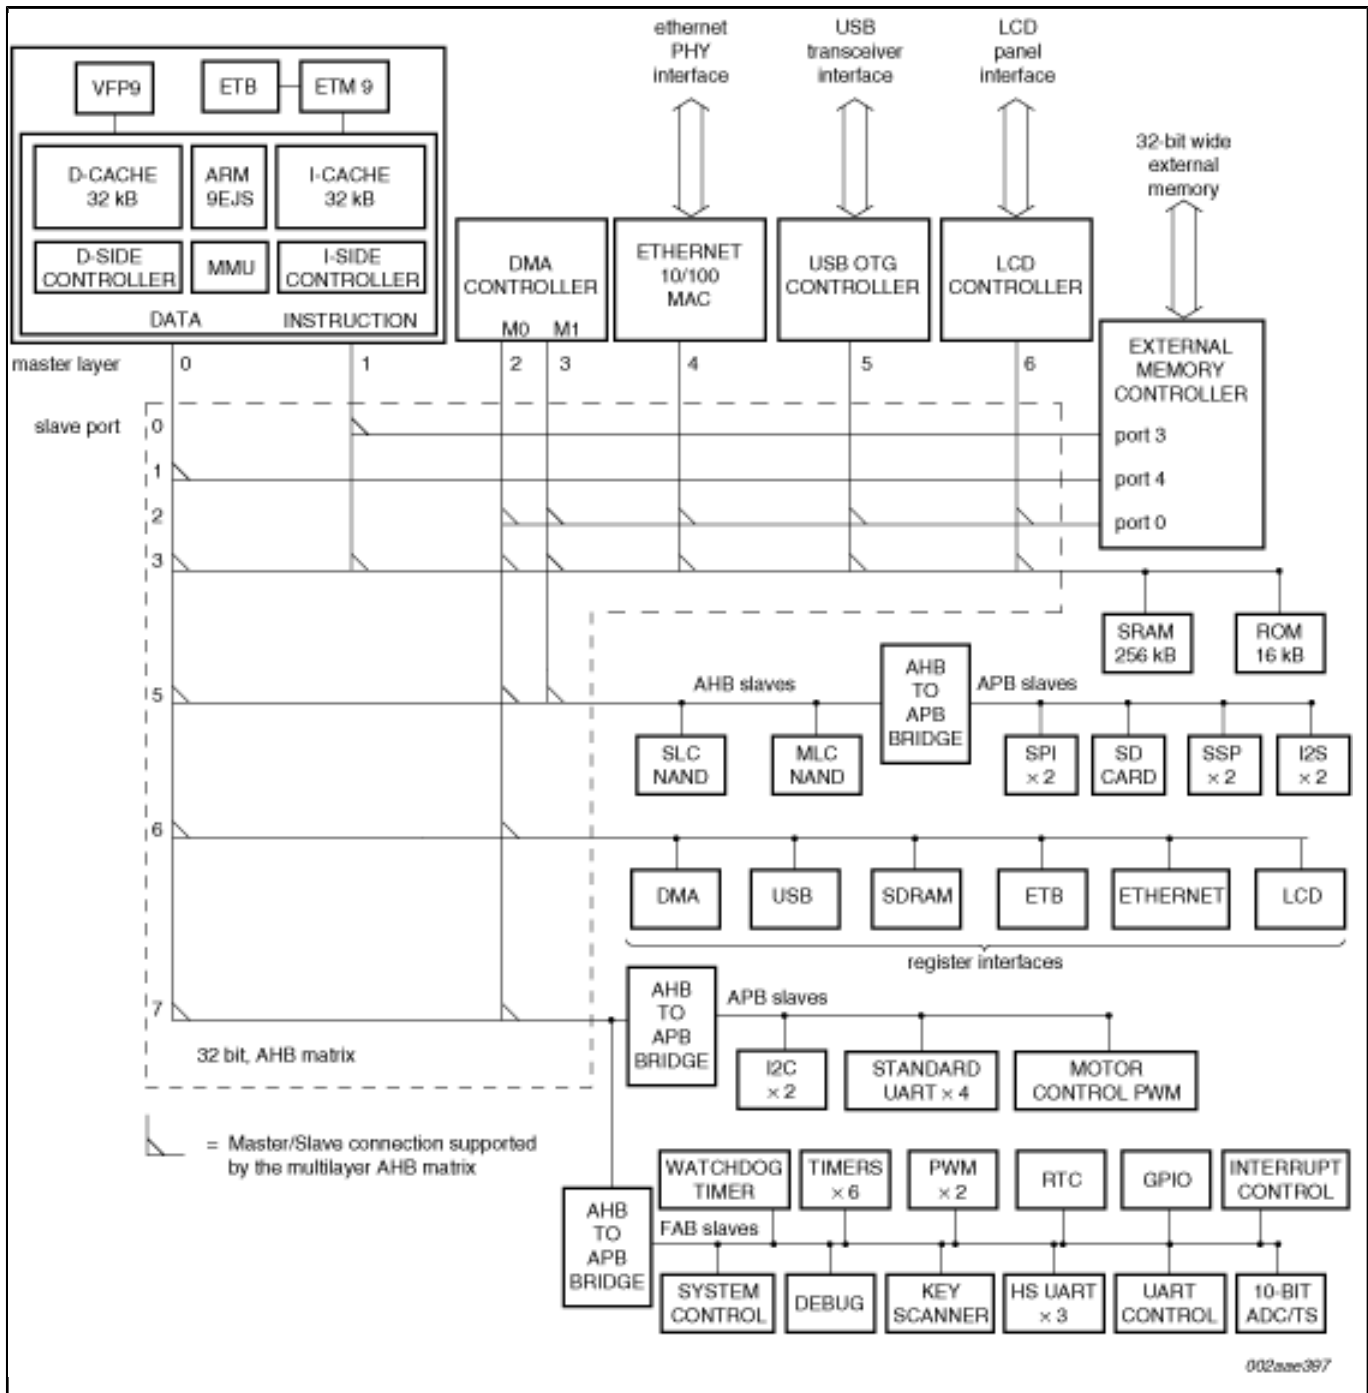 ethernet
PHY
interface
USB
transceiver
interface
LCD
panel
interface
32-bit wide
external
memory
VFP9
ETB
ETM 9
D-CACHE
32 kB
ARM
9EJS
I-CACHE
32 kB
D-SIDE
CONTROLLER
MMU
I-SIDE
CONTROLLER
DATA
INSTRUCTION
DMA
CONTROLLER
M0 M1
ETHERNET
10/100
MAC
USB OTG
CONTROLLER
LCD
CONTROLLER
EXTERNAL
MEMORY
CONTROLLER
port 3
port 4
port 0
master layer 0 1 2 3 4 5 6
slave port 0
1
2
3
SRAM
256 kB
ROM
16 kB
5
AHB slaves
AHB
TO
APB
BRIDGE
APB slaves
SLC
NAND
MLC
NAND
SPI
× 2
SD
CARD
SSP
× 2
I2S
× 2
6
DMA
USB
SDRAM
ETB
ETHERNET
LCD
register interfaces
7
AHB
TO
APB
BRIDGE
APB slaves
I2C
× 2
STANDARD
UART × 4
MOTOR
CONTROL PWM
32 bit, AHB matrix
= Master/Slave connection supported
by the multilayer AHB matrix
AHB
TO
APB
BRIDGE
FAB slaves
WATCHDOG
TIMER
TIMERS
× 6
PWM
× 2
RTC
GPIO
INTERRUPT
CONTROL
SYSTEM
CONTROL
DEBUG
KEY
SCANNER
HS UART
× 3
UART
CONTROL
10-BIT
ADC/TS
002aae397